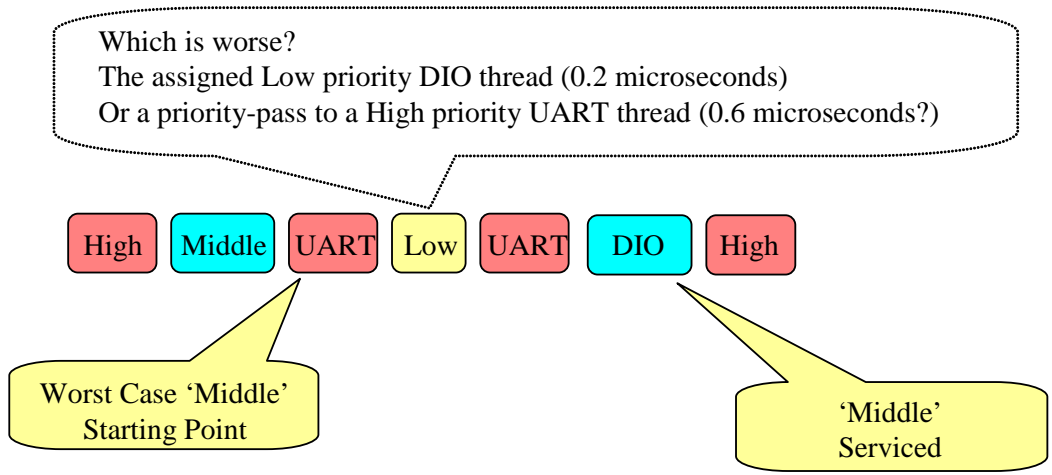 Which is worse?
The assigned Low priority DIO thread (0.2 microseconds)
Or a priority-pass to a High priority UART thread (0.6 microseconds?)
High Middle UART Low UART DIO High
Worst Case ‘Middle’
Starting Point
‘Middle’
Serviced